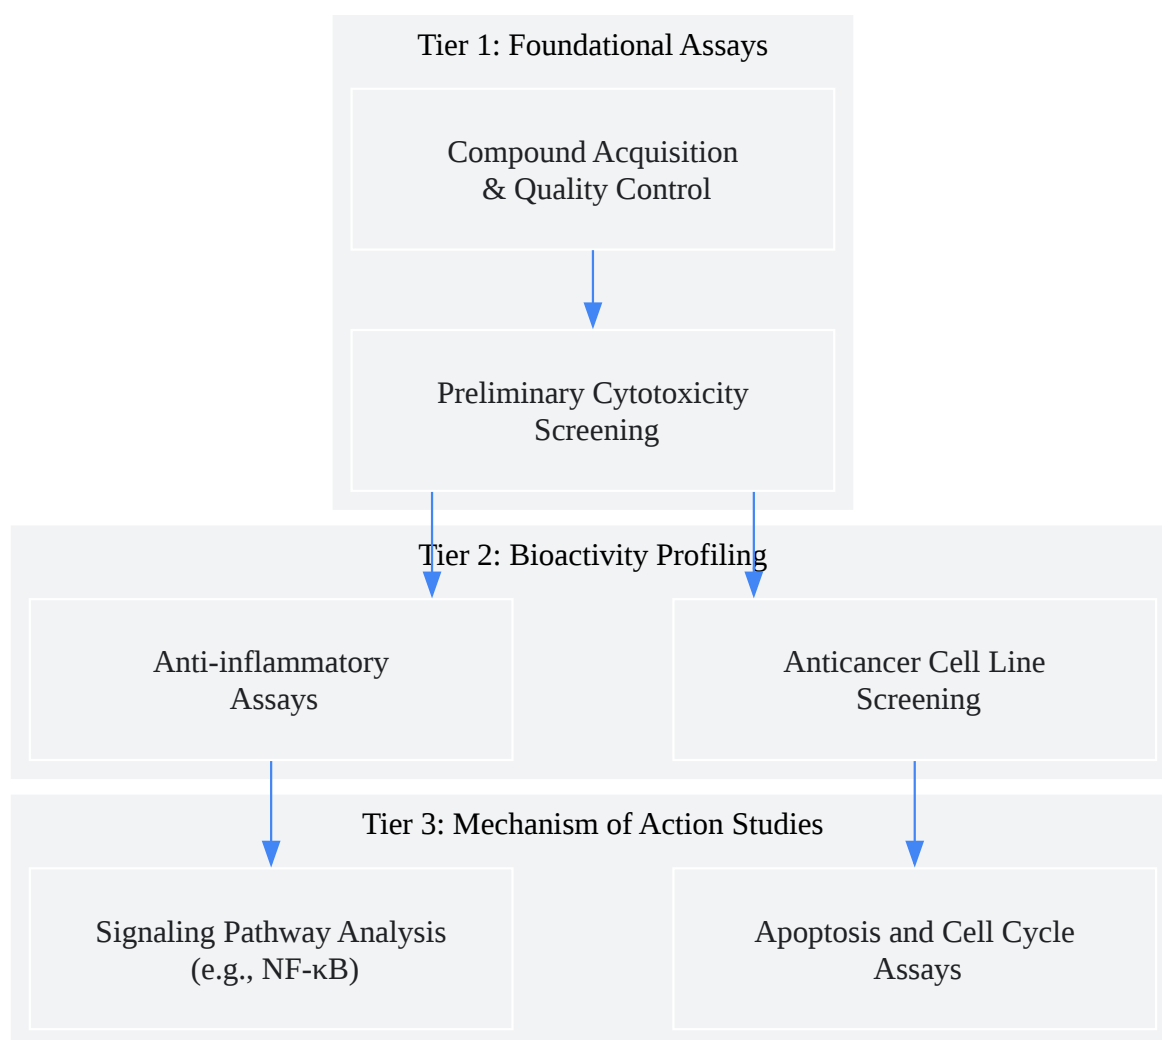 Tier 1: Foundational Assays
Compound Acquisition
& Quality Control
Preliminary Cytotoxicity
Screening
Tier 2: Bioactivity Profiling
Anti-inflammatory
Assays
Anticancer Cell Line
Screening
Tier 3: Mechanism of Action Studies
Signaling Pathway Analysis
(e.g., NF-κB)
Apoptosis and Cell Cycle
Assays